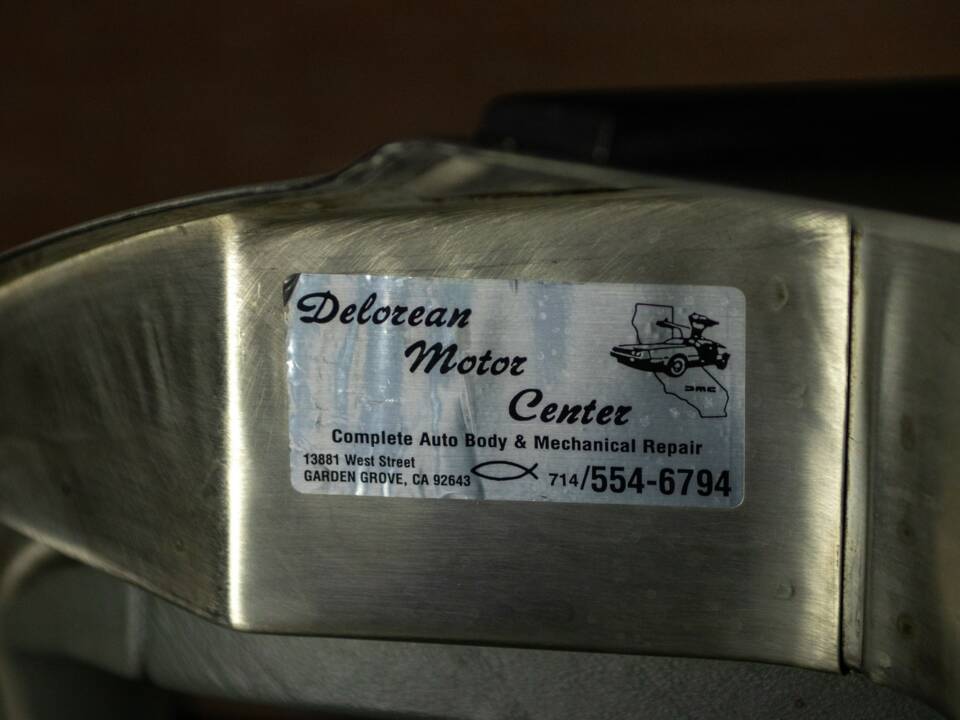 Delorean
Motor
Center
DMC
Complete Auto Body & Mechanical Repair
13881 West Street
GARDEN GROVE, CA 92643
714/554-6794